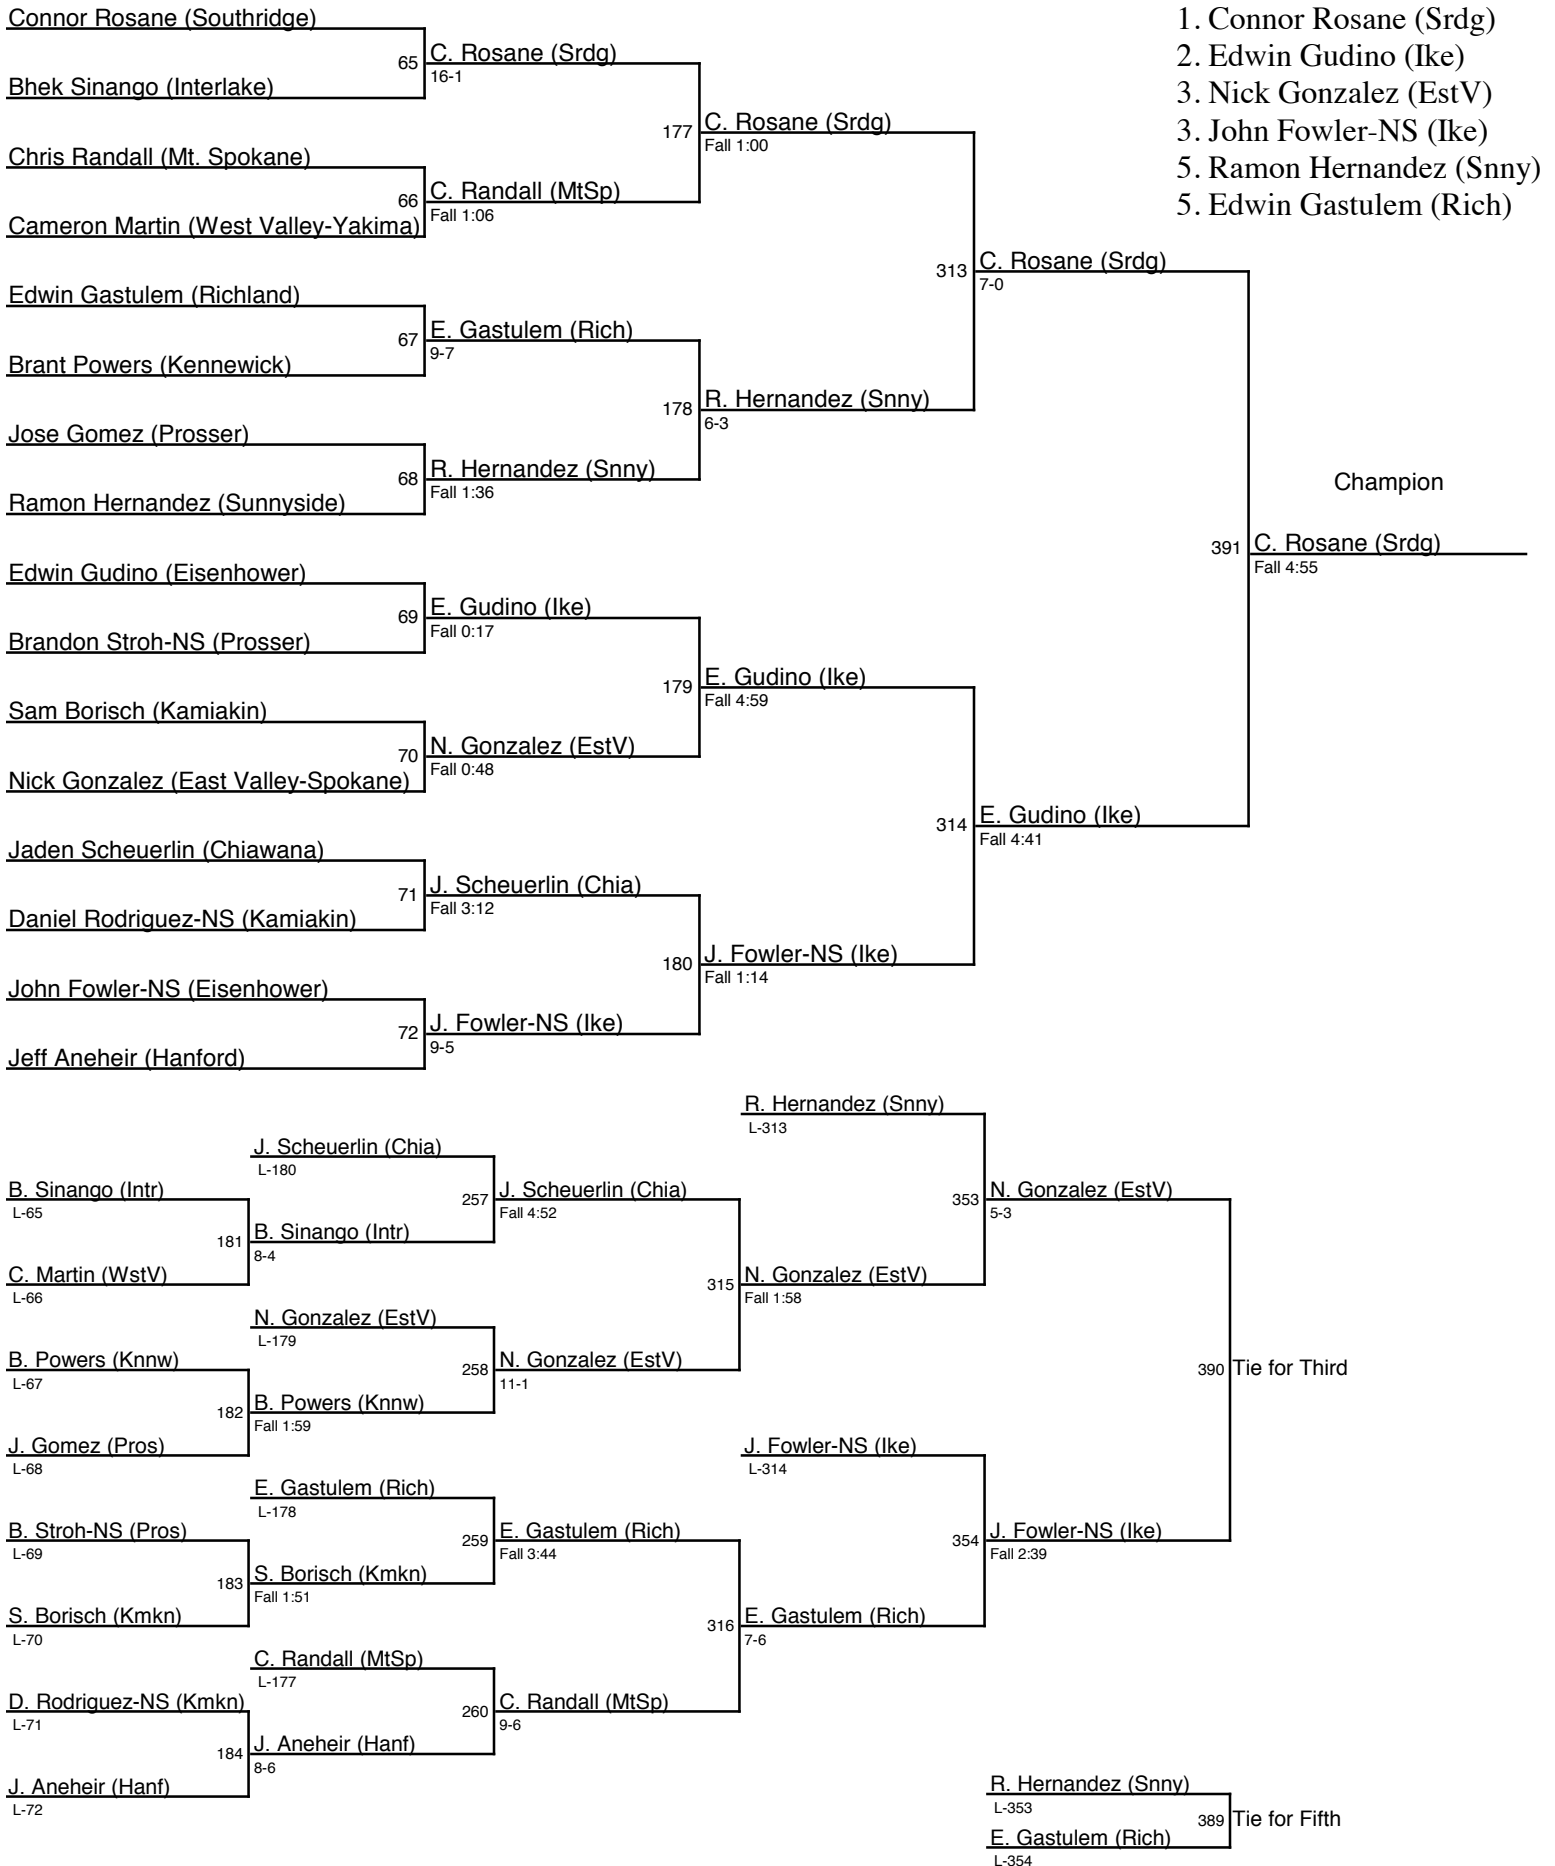 Connor Rosane (Southridge)
65
C. Rosane (Srdg)
16-1
Bhek Sinango (Interlake)
177
C. Rosane (Srdg)
Fall 1:00
Chris Randall (Mt. Spokane)
66
C. Randall (MtSp)
Fall 1:06
Cameron Martin (West Valley-Yakima)
313
C. Rosane (Srdg)
7-0
Edwin Gastulem (Richland)
67
E. Gastulem (Rich)
9-7
Brant Powers (Kennewick)
178
R. Hernandez (Snny)
6-3
Jose Gomez (Prosser)
68
R. Hernandez (Snny)
Fall 1:36
Ramon Hernandez (Sunnyside)
1. Connor Rosane (Srdg)
2. Edwin Gudino (Ike)
3. Nick Gonzalez (EstV)
3. John Fowler-NS (Ike)
5. Ramon Hernandez (Snny)
5. Edwin Gastulem (Rich)
Champion
391
C. Rosane (Srdg)
Fall 4:55
Edwin Gudino (Eisenhower)
69
E. Gudino (Ike)
Fall 0:17
Brandon Stroh-NS (Prosser)
179
E. Gudino (Ike)
Fall 4:59
Sam Borisch (Kamiakin)
70
N. Gonzalez (EstV)
Fall 0:48
Nick Gonzalez (East Valley-Spokane)
314
E. Gudino (Ike)
Fall 4:41
Jaden Scheuerlin (Chiawana)
71
J. Scheuerlin (Chia)
Fall 3:12
Daniel Rodriguez-NS (Kamiakin)
180
J. Fowler-NS (Ike)
Fall 1:14
John Fowler-NS (Eisenhower)
72
J. Fowler-NS (Ike)
9-5
Jeff Aneheir (Hanford)
R. Hernandez (Snny)
L-313
J. Scheuerlin (Chia)
L-180
B. Sinango (Intr)
L-65
257
J. Scheuerlin (Chia)
Fall 4:52
353
N. Gonzalez (EstV)
5-3
181
B. Sinango (Intr)
8-4
C. Martin (WstV)
L-66
315
N. Gonzalez (EstV)
Fall 1:58
N. Gonzalez (EstV)
L-179
B. Powers (Knnw)
L-67
258
N. Gonzalez (EstV)
11-1
390
Tie for Third
182
B. Powers (Knnw)
Fall 1:59
J. Gomez (Pros)
L-68
J. Fowler-NS (Ike)
L-314
E. Gastulem (Rich)
L-178
B. Stroh-NS (Pros)
L-69
259
E. Gastulem (Rich)
Fall 3:44
354
J. Fowler-NS (Ike)
Fall 2:39
183
S. Borisch (Kmkn)
Fall 1:51
S. Borisch (Kmkn)
L-70
316
E. Gastulem (Rich)
7-6
C. Randall (MtSp)
L-177
D. Rodriguez-NS (Kmkn)
L-71
260
C. Randall (MtSp)
9-6
184
J. Aneheir (Hanf)
8-6
J. Aneheir (Hanf)
L-72
R. Hernandez (Snny)
L-353
389
Tie for Fifth
E. Gastulem (Rich)
L-354